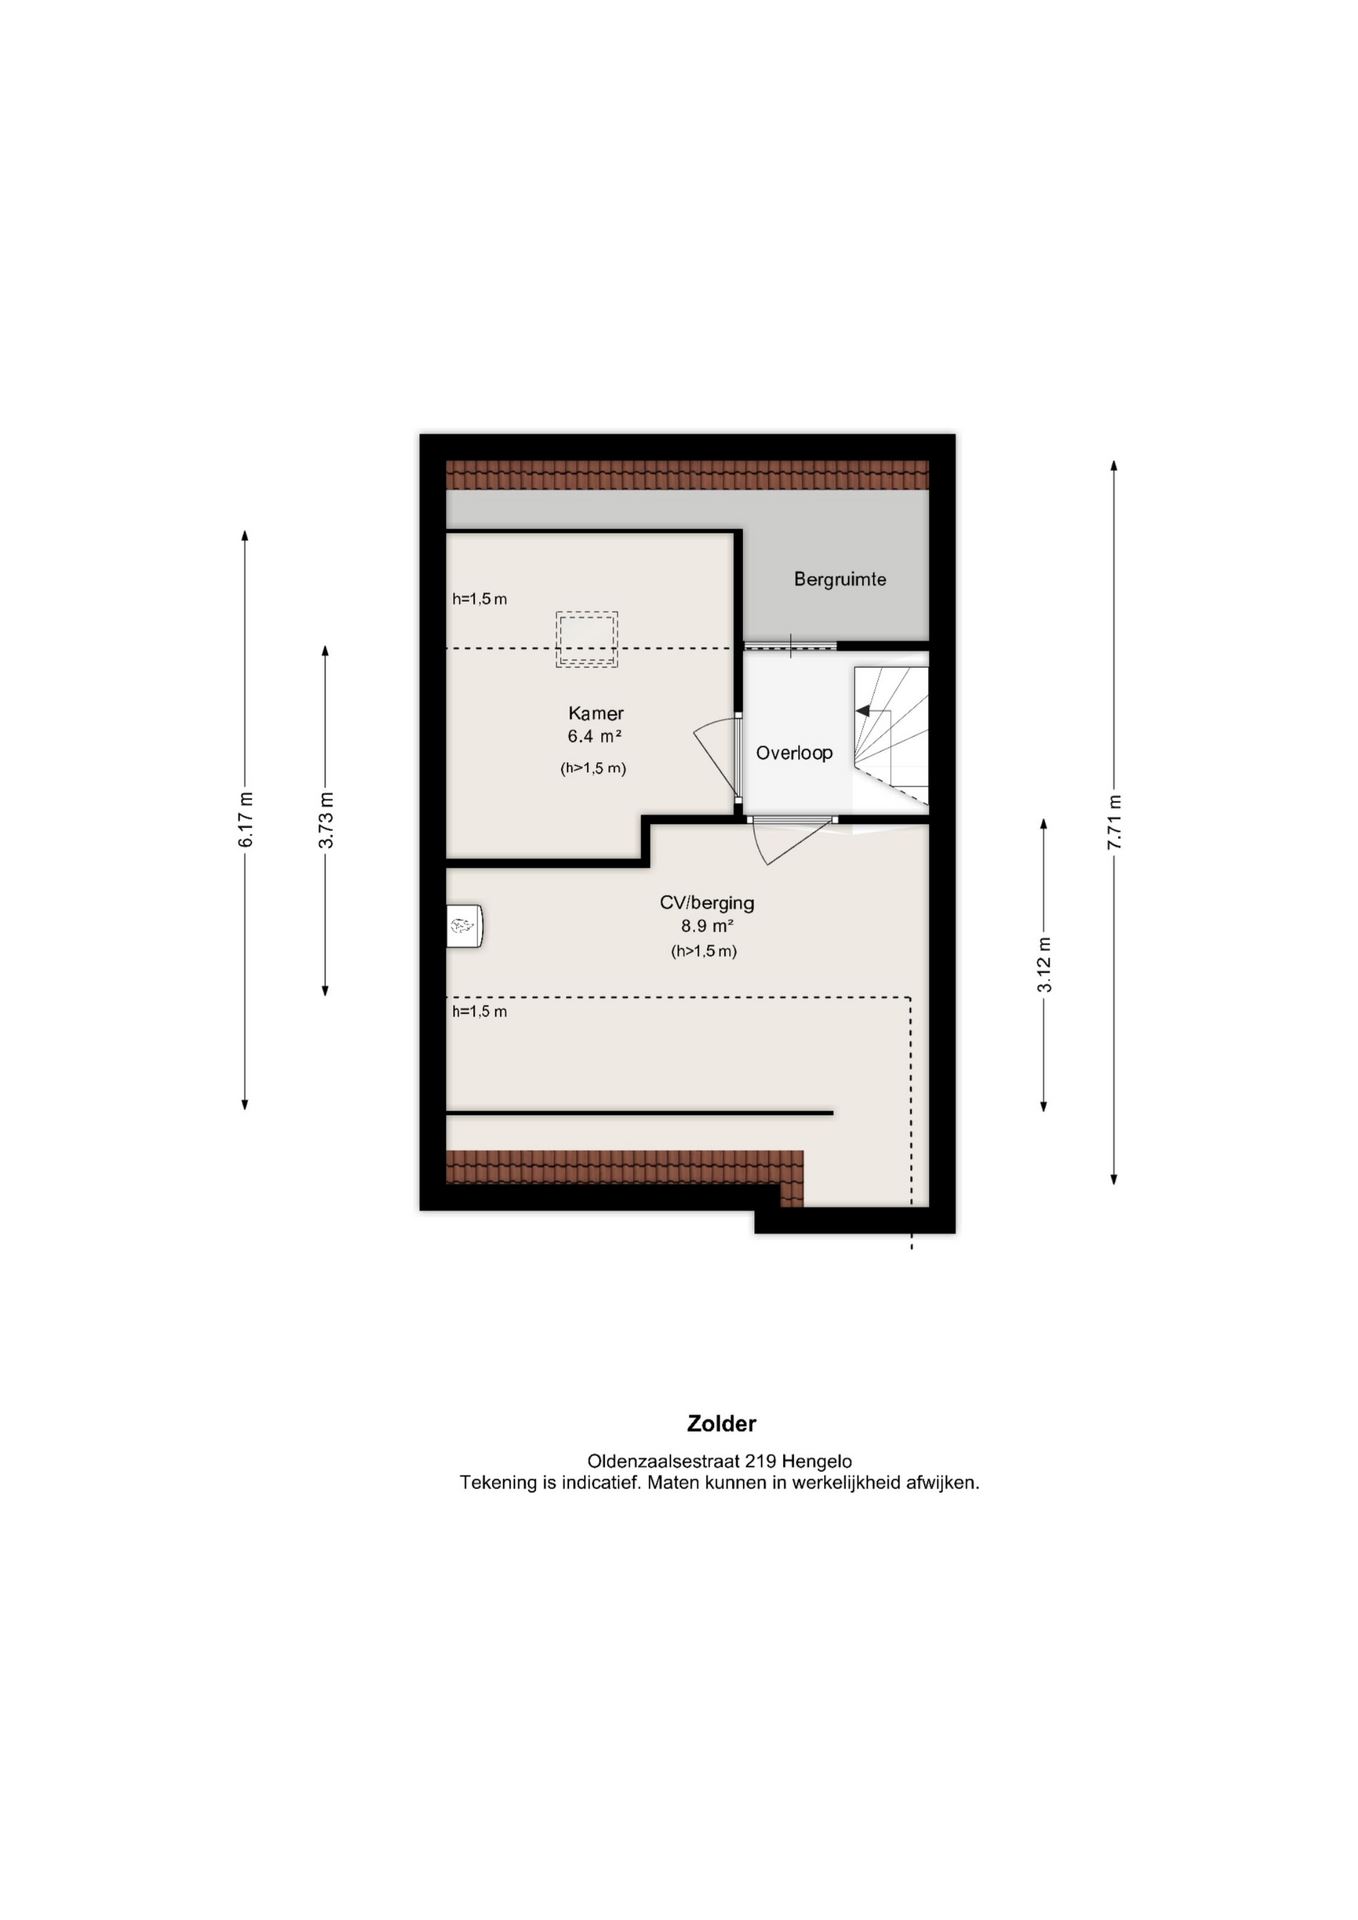 Bergruimte
h=1,5 m
Kamer
6.4 m²
(h>1,5 m)
Overloop
6.17 m
3.73 m
7.71 m
CV/berging
8.9 m²
(h>1,5 m)
3.12 m
h=1,5 m
Zolder
Oldenzaalsestraat 219 Hengelo
Tekening is indicatief. Maten kunnen in werkelijkheid afwijken.